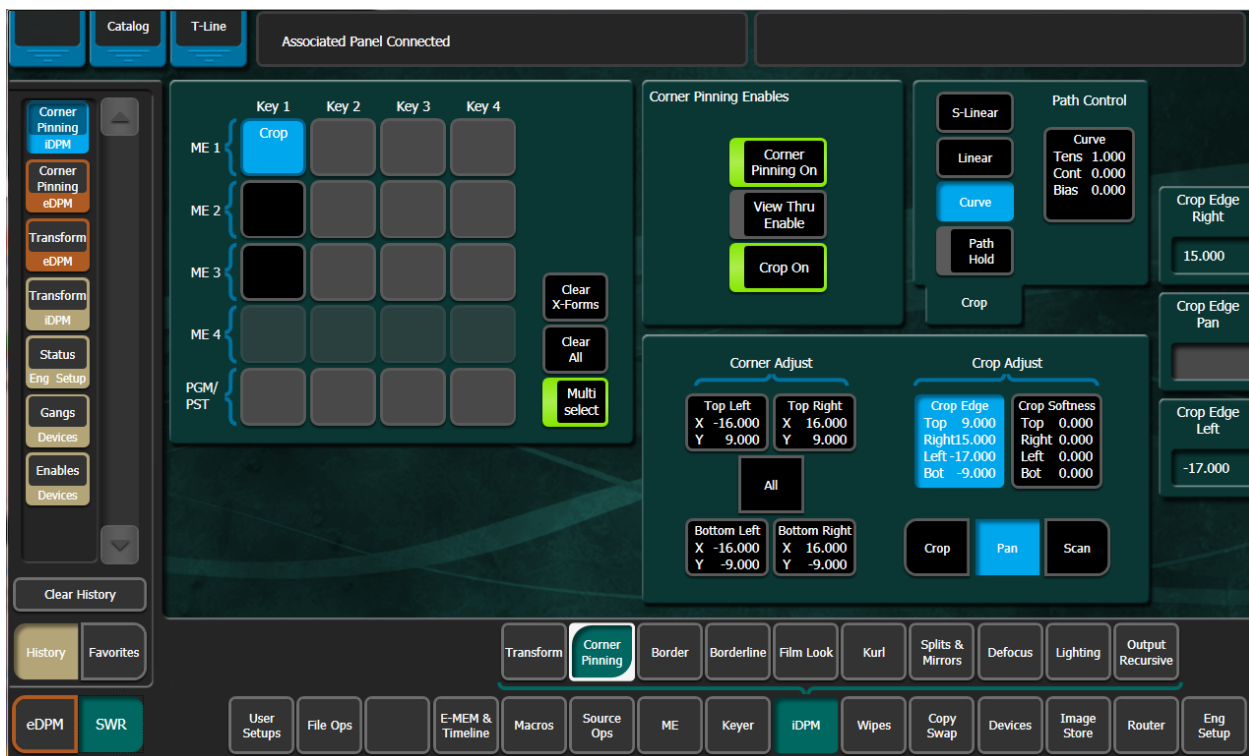 Catalog
T-Line
Associated Panel Connected
Corner
Pinning
iDPM
Corner
Pinning
eDPM
Transform
eDPM
Transform
iDPM
Status
Eng Setup
Gangs
Devices
Enables
Devices
Clear History
History
Favorites
eDPM
SWR
Key 1 Key 2 Key 3 Key 4
ME 1
Crop
ME 2
ME 3
ME 4
PGM/
PST
Clear
X-Forms
Clear
All
Multi
select
Corner Pinning Enables
Corner
Pinning On
View Thru
Enable
Crop On
S-Linear
Linear
Curve
Path
Hold
Path Control
Curve
Tens 1.000
Cont 0.000
Bias 0.000
Crop
Corner Adjust
Top Left
X -16.000
Y 9.000
Top Right
X 16.000
Y 9.000
All
Bottom Left
X -16.000
Y -9.000
Bottom Right
X 16.000
Y -9.000
Crop Adjust
Crop Edge
Top 9.000
Right15.000
Left -17.000
Bot -9.000
Crop Softness
Top 0.000
Right 0.000
Left 0.000
Bot 0.000
Crop
Pan
Scan
Crop Edge
Right
15.000
Crop Edge
Pan
Crop Edge
Left
-17.000
Transform
Corner
Pinning
Border
Borderline
Film Look
Kurl
Splits &
Mirrors
Defocus
Lighting
Output
Recursive
User
Setups
File Ops
E-MEM &
Timeline
Macros
Source
Ops
ME
Keyer
iDPM
Wipes
Copy
Swap
Devices
Image
Store
Router
Eng
Setup